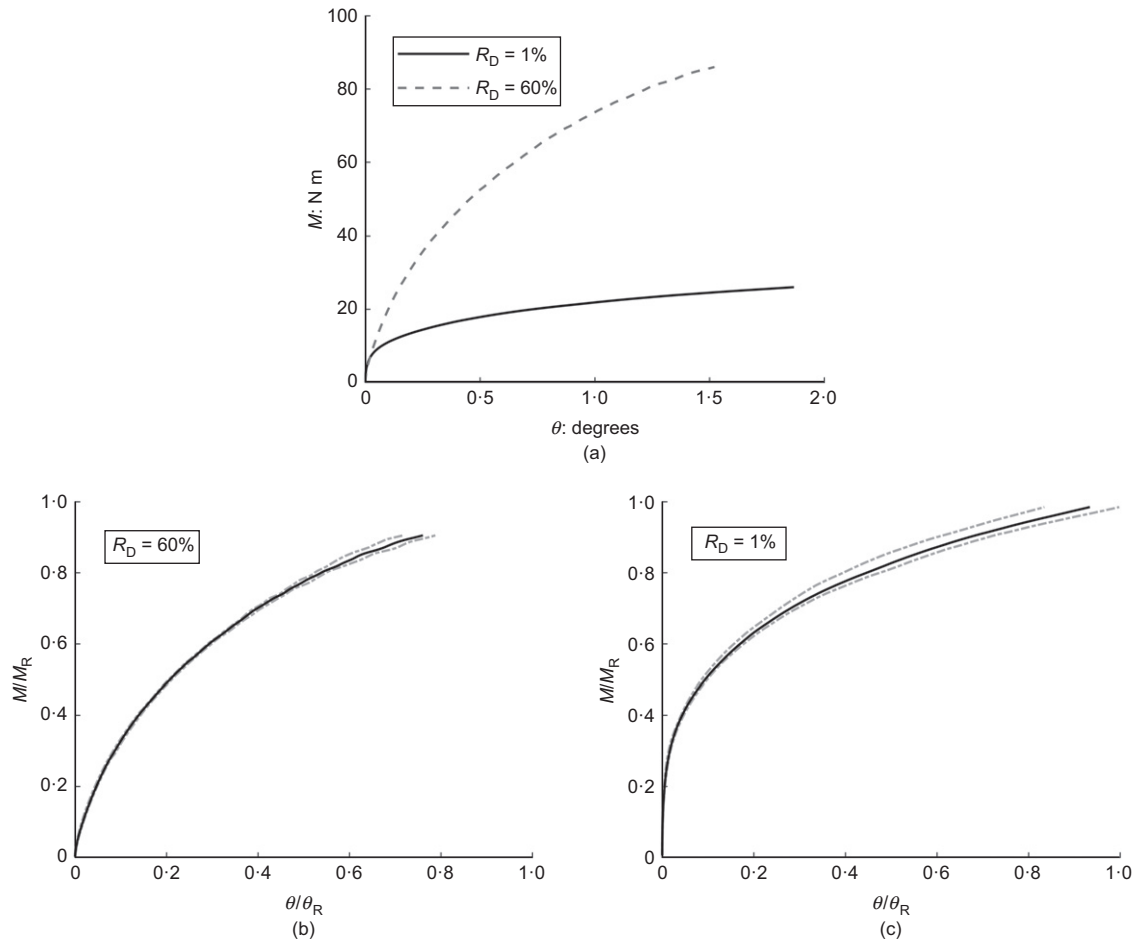 100
80
60
40
20
0
M: N m
R_D = 1%
R_D = 60%
0 0·5 1·0 1·5 2·0
θ: degrees
(a)
1·0
0·8
0·6
0·4
0·2
0
M/M_R
R_D = 60%
0 0·2 0·4 0·6 0·8 1·0
θ/θ_R
(b)
1·0
0·8
0·6
0·4
0·2
0
M/M_R
R_D = 1%
0 0·2 0·4 0·6 0·8 1·0
θ/θ_R
(c)